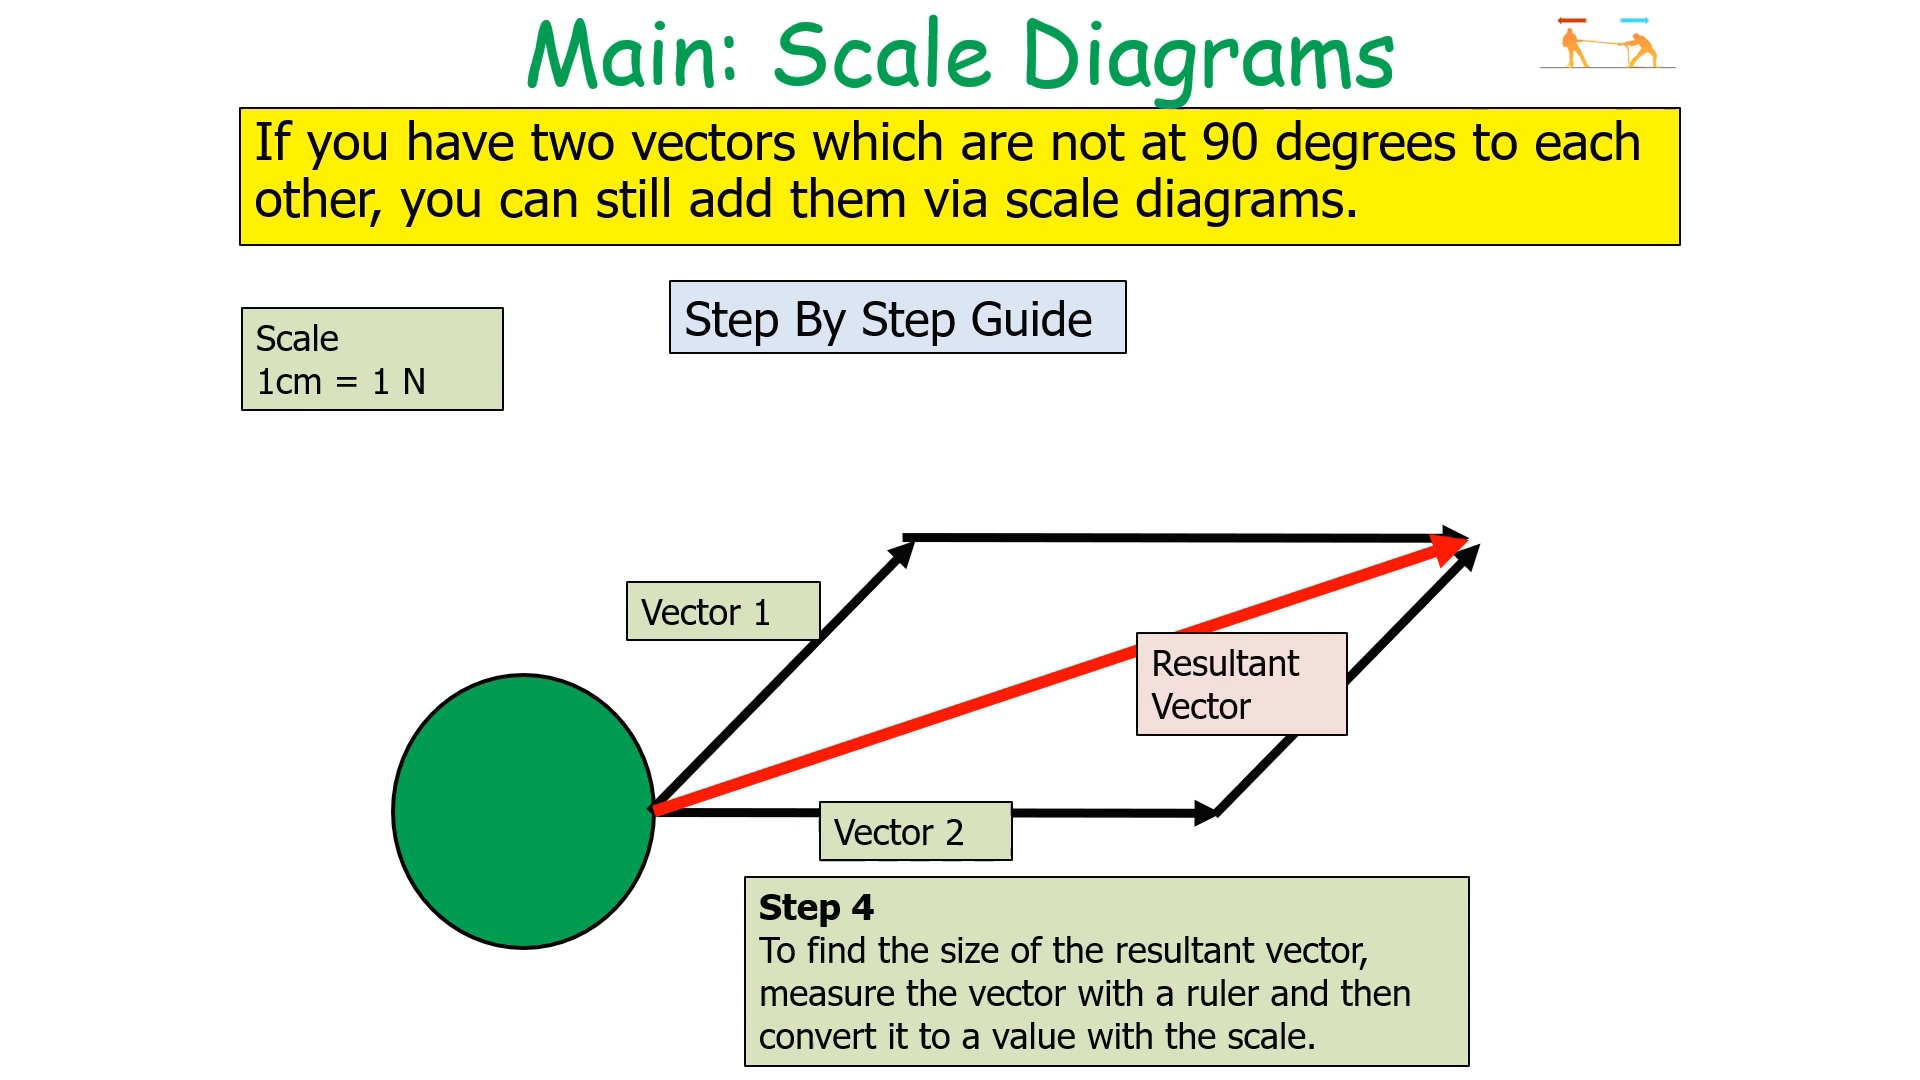 Main: Scale Diagrams
If you have two vectors which are not at 90 degrees to each
other, you can still add them via scale diagrams.
Step By Step Guide
Scale
1cm = 1 N
Vector 1
Resultant
Vector
Vector 2
Step 4
To find the size of the resultant vector,
measure the vector with a ruler and then
convert it to a value with the scale.